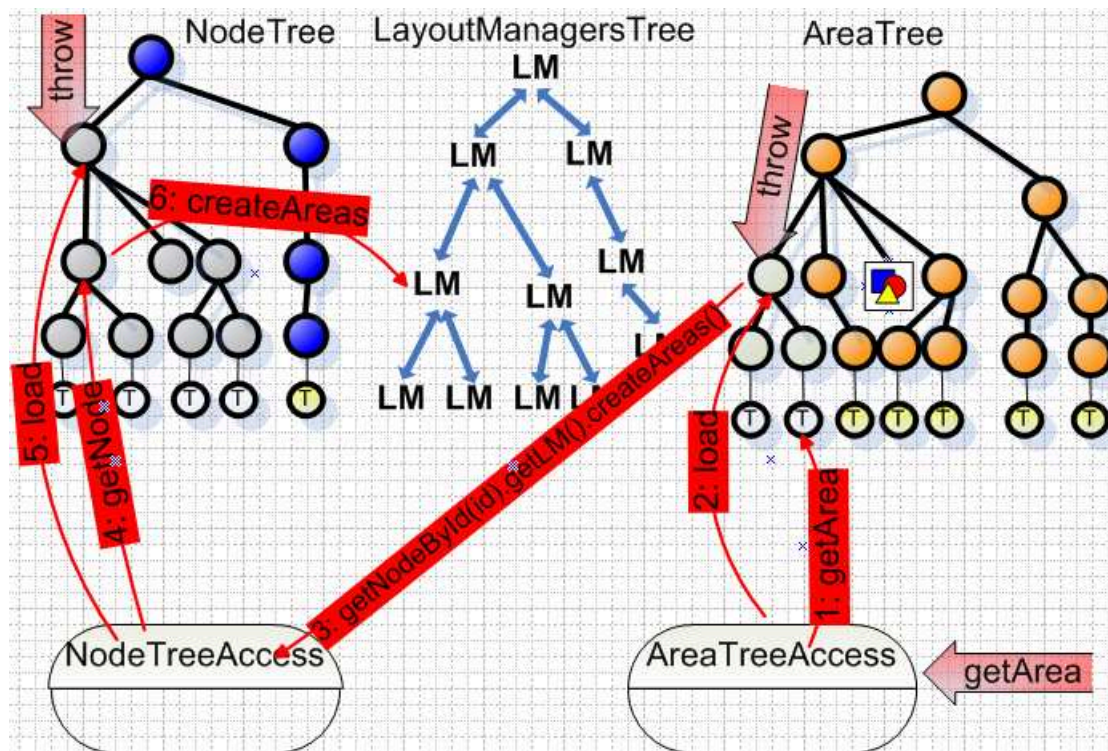 NodeTree
LayoutManagersTree
AreaTree
throw
throw
LM
LM
LM
LM
LM
LM
LM
LM
LM
LM
LM
6: createAreas
T
T
T
T
T
T
T
T
T
T
T
T
5: load
4: getNode
3: getNodeById(id).getLM().createAreas()
2: load
1: getArea
NodeTreeAccess
AreaTreeAccess
getArea